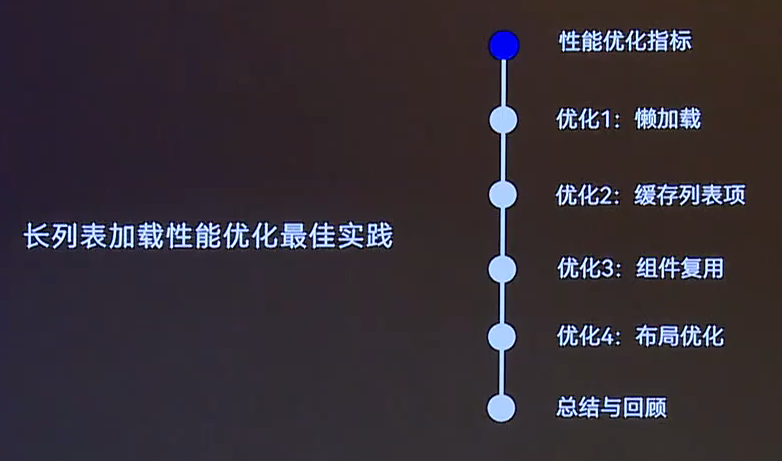 长列表加载性能优化最佳实践
性能优化指标
优化1：懒加载
优化2：缓存列表项
优化3：组件复用
优化4：布局优化
总结与回顾